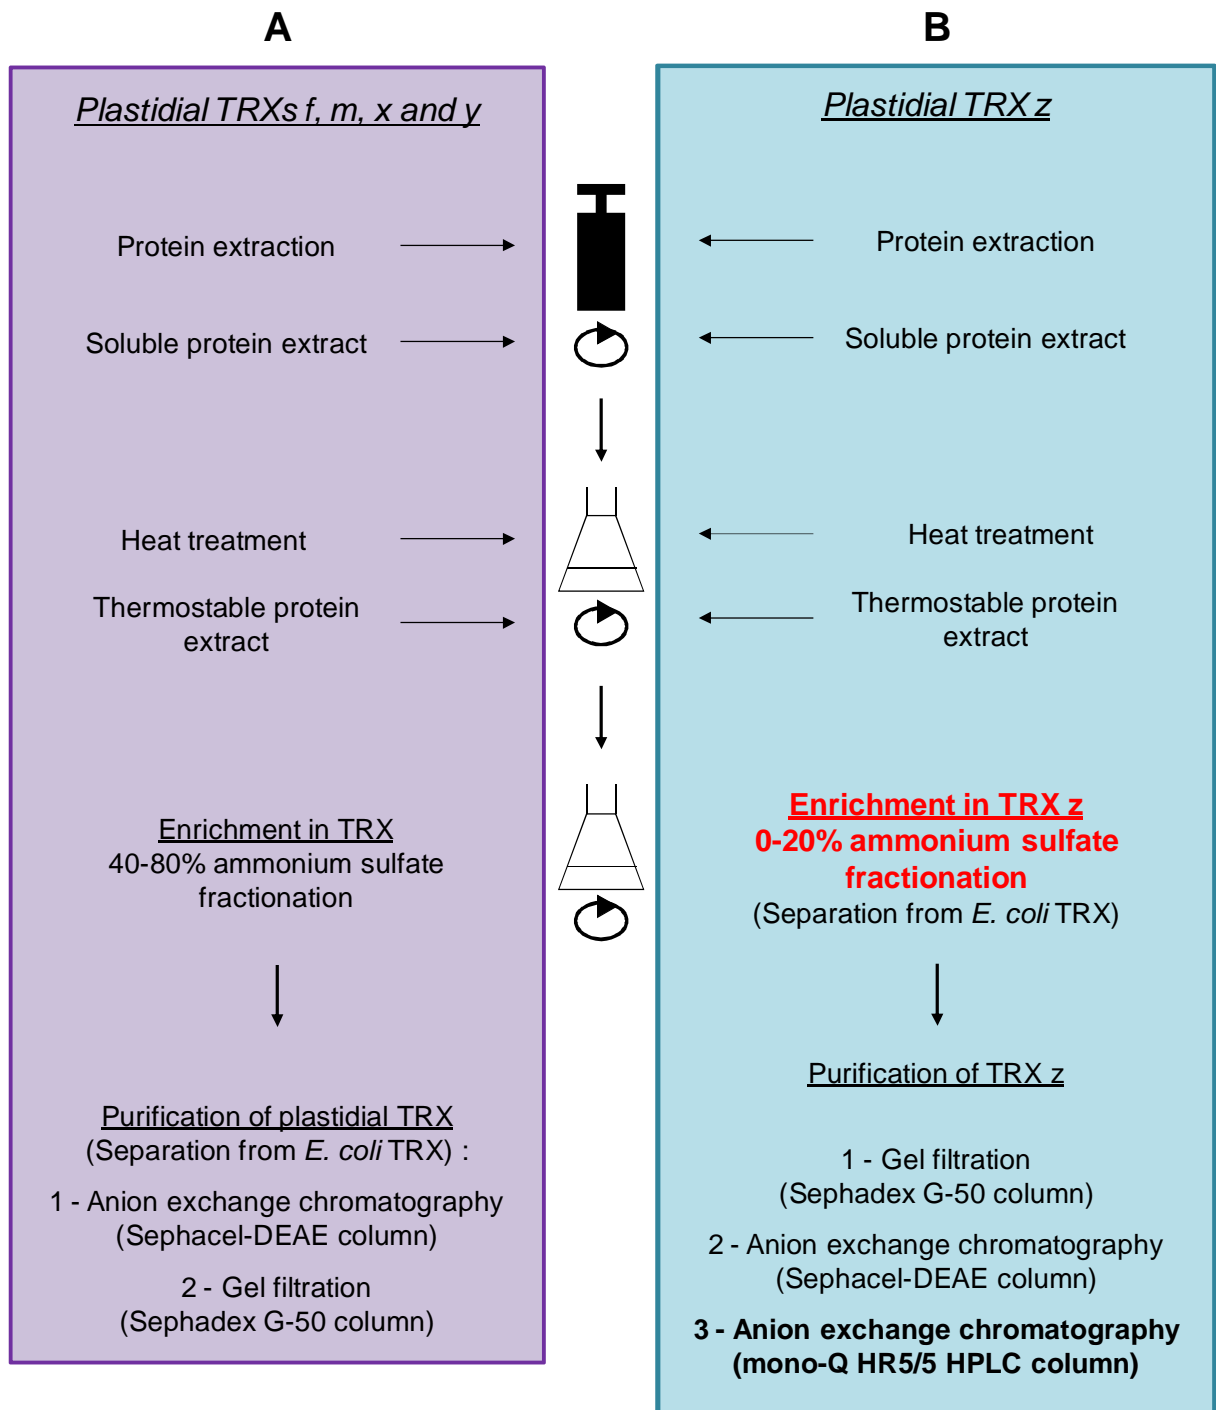 A
Plastidial TRXs f, m, x and y
Protein extraction
Soluble protein extract
Heat treatment
Thermostable protein
extract
Enrichment in TRX
40-80% ammonium sulfate
fractionation
Purification of plastidial TRX
(Separation from E. coli TRX) :
1 - Anion exchange chromatography
(Sephacel-DEAE column)
2 - Gel filtration
(Sephadex G-50 column)
B
Plastidial TRX z
Protein extraction
Soluble protein extract
Heat treatment
Thermostable protein
extract
Enrichment in TRX z
0-20% ammonium sulfate
fractionation
(Separation from E. coli TRX)
Purification of TRX z
1 - Gel filtration
(Sephadex G-50 column)
2 - Anion exchange chromatography
(Sephacel-DEAE column)
3 - Anion exchange chromatography
(mono-Q HR5/5 HPLC column)